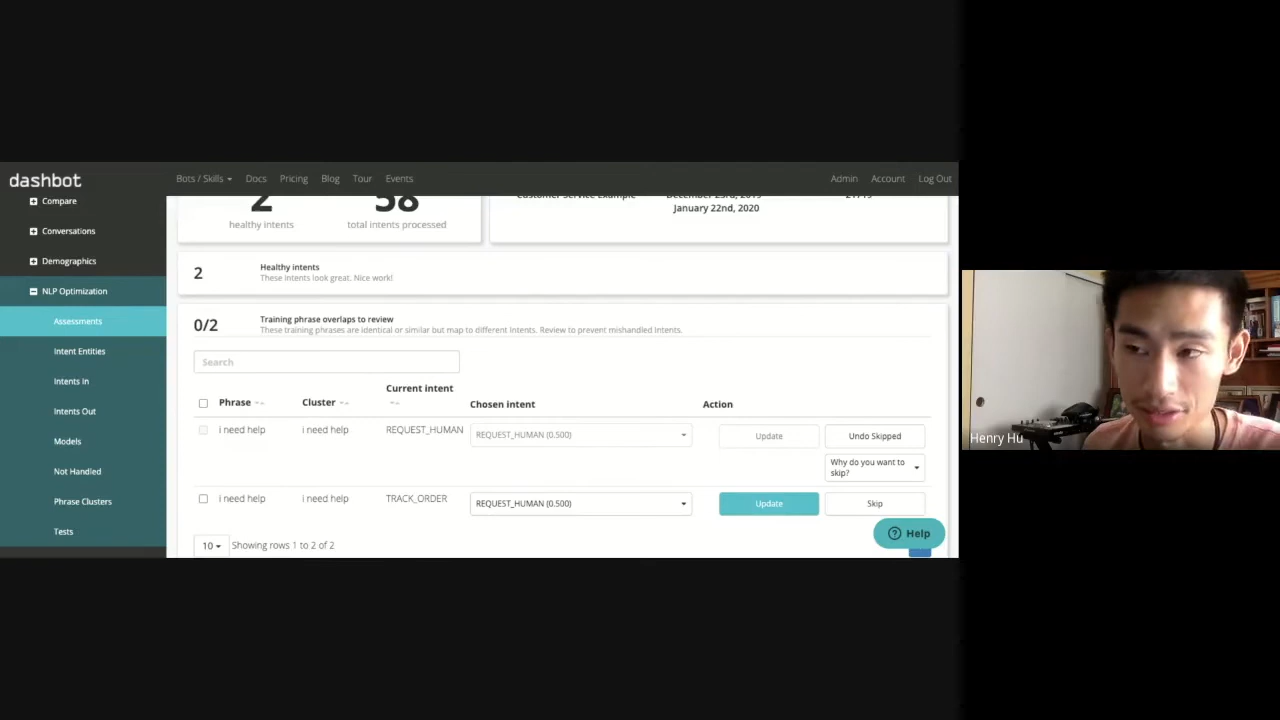 dashbot
Bots / Skills Docs Pricing Blog Tour Events
Admin Account Log Out
Compare
Conversations
Demographics
NLP Optimization
Assessments
Intent Entities
Intents in
Intents Out
Models
Not Handled
Phrase Clusters
Tests
2
healthy intents
58
total intents processed
January 22nd, 2020
2
Healthy intents
These intents look great. Nice work!
0/2
Training phrase overlaps to review
These training phrases are identical or similar but map to different Intents. Review to prevent mishandled Intents.
Search
Phrase Cluster Current intent Chosen intent Action
i need help i need help REQUEST_HUMAN REQUEST_HUMAN (0.500) Update Undo Skipped
Why do you want to
skip?
i need help i need help TRACK_ORDER REQUEST_HUMAN (0.500) Update Skip
10 Showing rows 1 to 2 of 2
Help
Henry Hu